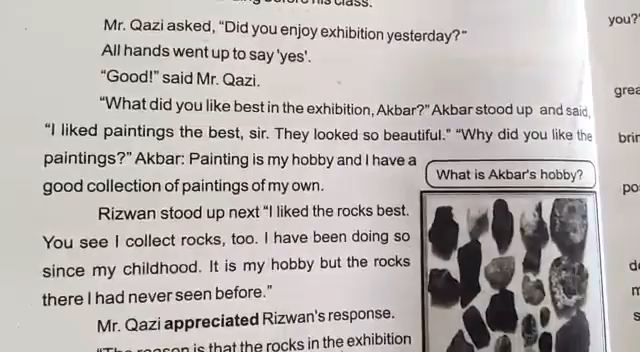 his class.
Mr. Qazi asked, “Did you enjoy exhibition yesterday?”
All hands went up to say 'yes'.
“Good!” said Mr. Qazi.
“What did you like best in the exhibition, Akbar?” Akbar stood up and said,
“I liked paintings the best, sir. They looked so beautiful.” “Why did you like the
paintings?” Akbar: Painting is my hobby and I have a
good collection of paintings of my own.
What is Akbar's hobby?
Rizwan stood up next “I liked the rocks best.
You see I collect rocks, too. I have been doing so
since my childhood. It is my hobby but the rocks
there I had never seen before.”
Mr. Qazi appreciated Rizwan's response.
“The reason is that the rocks in the exhibition
you?”